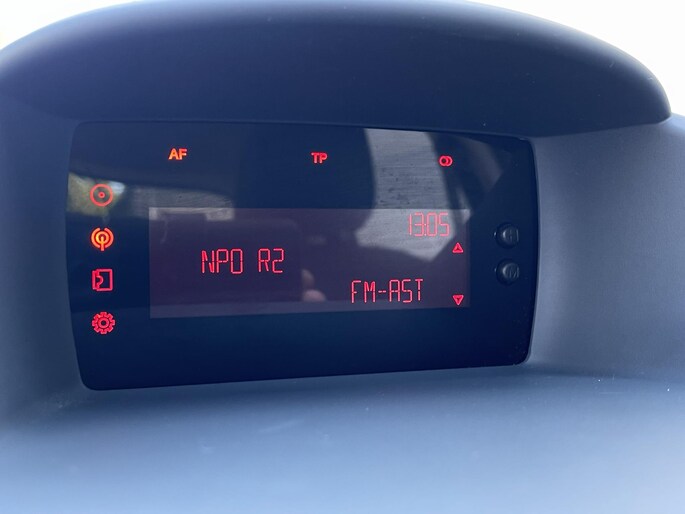 AF TP
13:05
NPO R2
FM-AST